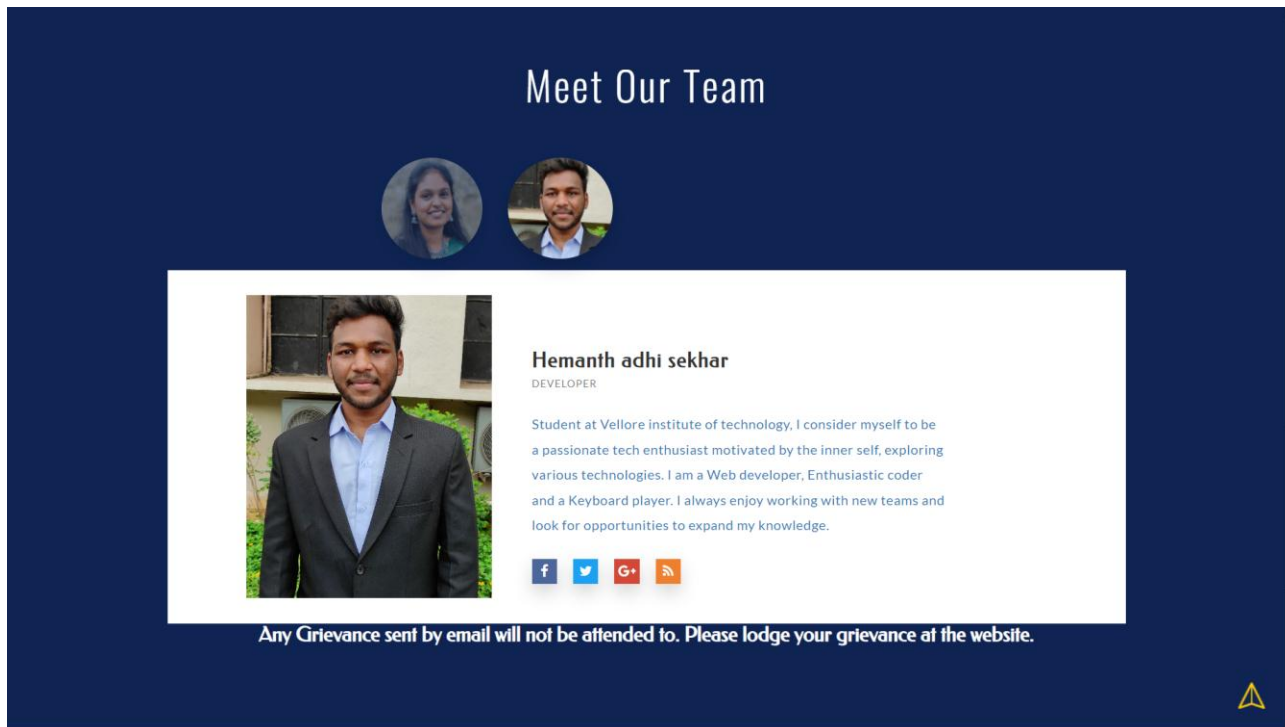 Meet Our Team
Hemanth adhi sekhar
DEVELOPER
Student at Vellore institute of technology, I consider myself to be
a passionate tech enthusiast motivated by the inner self, exploring
various technologies. I am a Web developer, Enthusiastic coder
and a Keyboard player. I always enjoy working with new teams and
look for opportunities to expand my knowledge.
f G+
Any Grievance sent by email will not be attended to. Please lodge your grievance at the website.